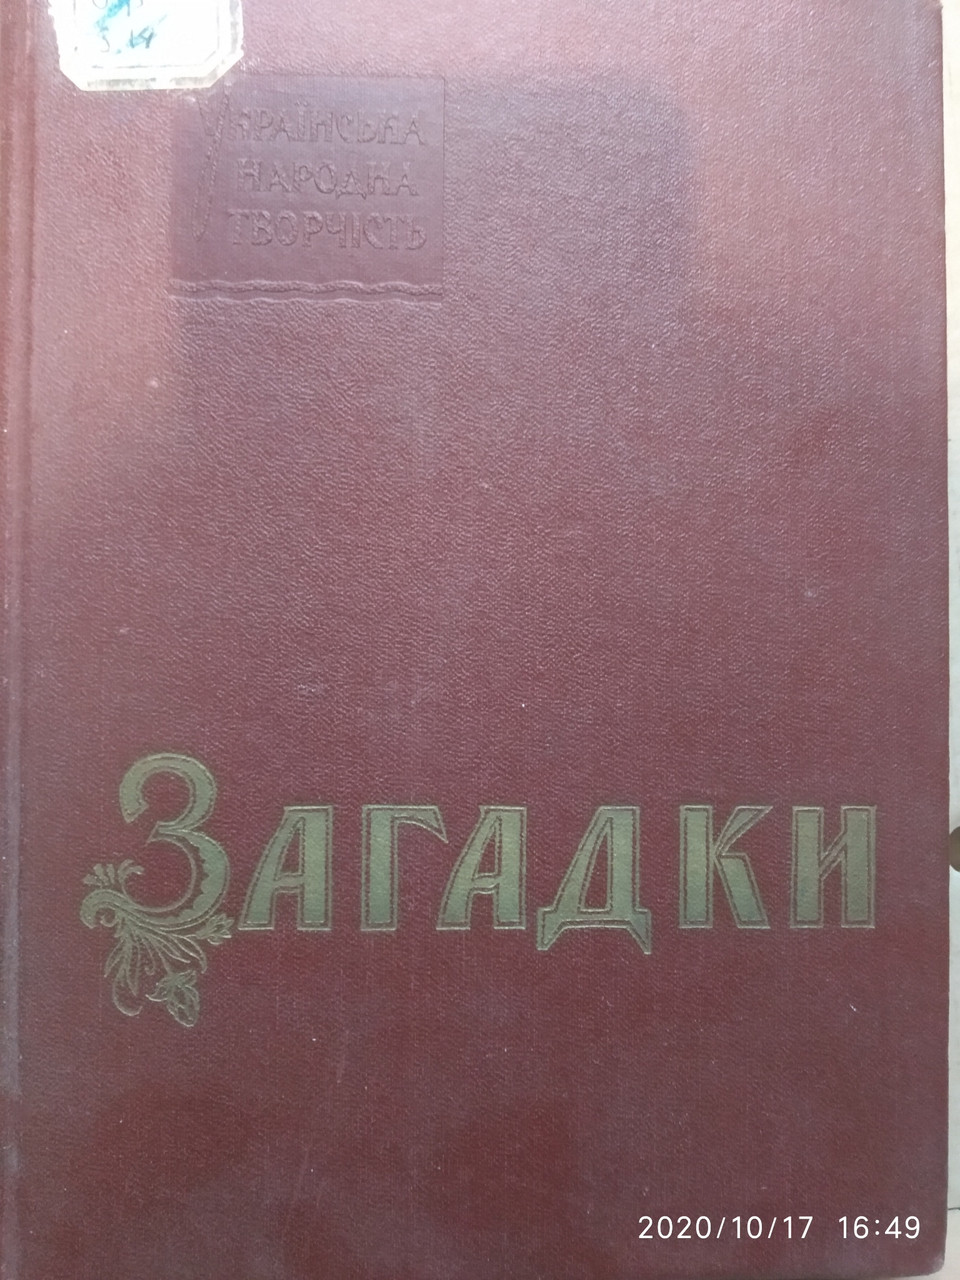 Українська
народна
творчість
Загадки
2020/10/17 16:49